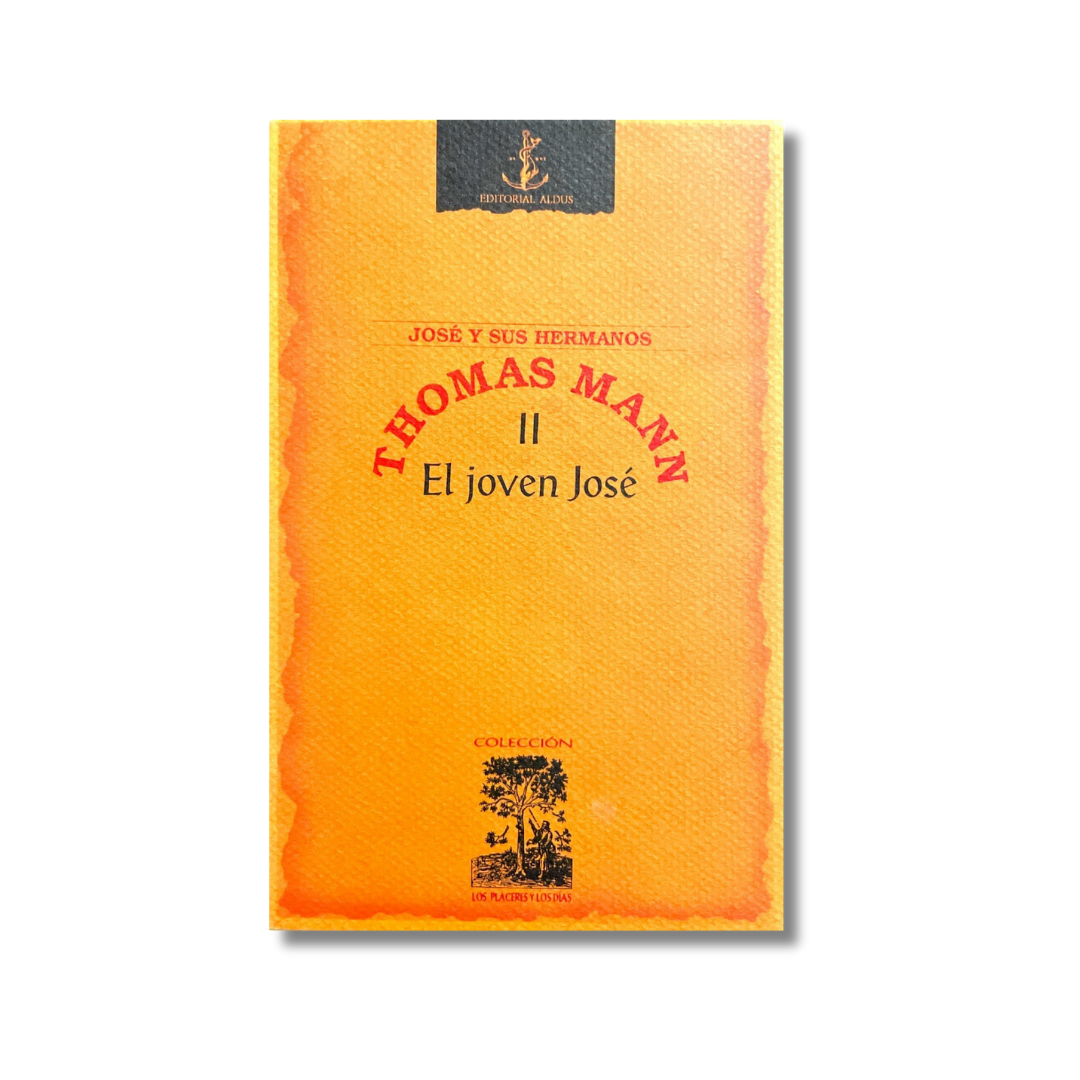 EDITORIAL ALDUS
JOSÉ Y SUS HERMANOS
THOMAS MANN
II
El joven José
COLECCIÓN
LOS PLACERES Y LOS DIAS